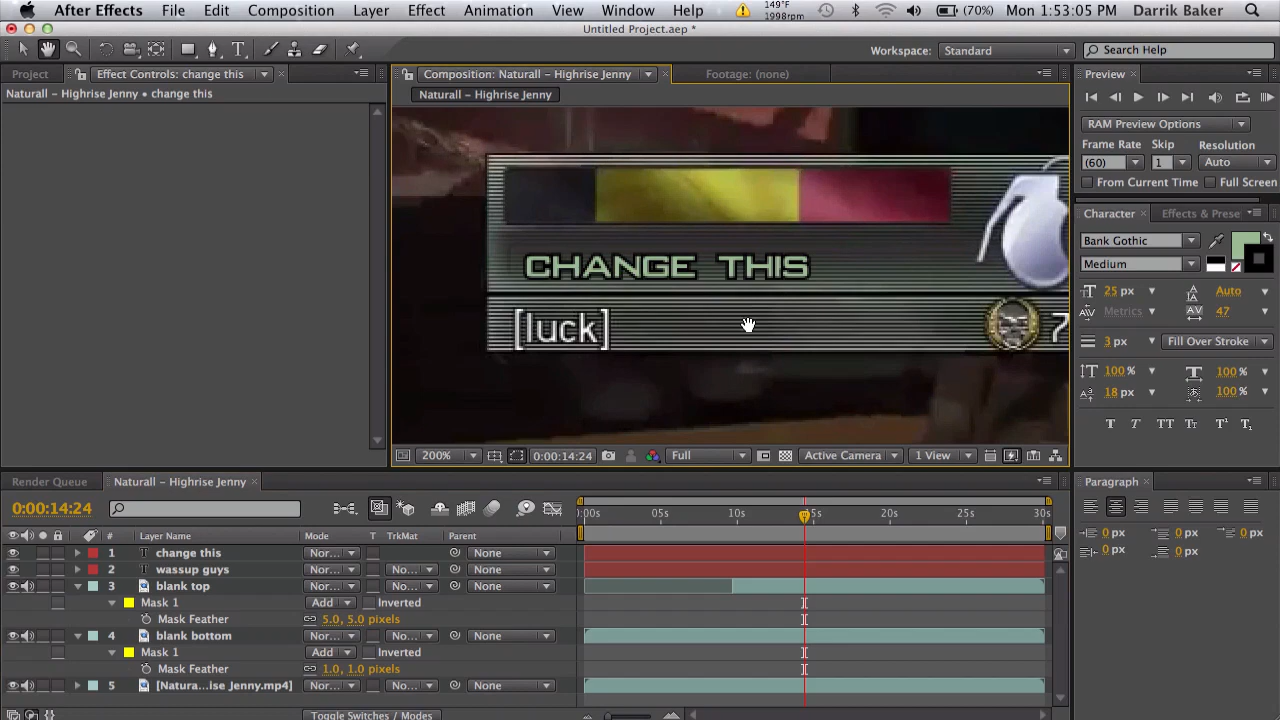 After Effects File Edit Composition Layer Effect Animation View Window Help 149°F 1998rpm (70%) Mon 1:53:05 PM Darrik Baker
Untitled Project.aep *
Workspace: Standard Search Help
Project Effect Controls: change this Composition: Naturall – Highrise Jenny Footage: (none) Preview
Naturall – Highrise Jenny • change this
Naturall – Highrise Jenny
RAM Preview Options
Frame Rate Skip Resolution
(60) 1 Auto
From Current Time Full Screen
Character Effects & Prese
Bank Gothic
Medium
25 px Auto
Metrics 47
3 px Fill Over Stroke
100 % 100 %
18 px 100 %
CHANGE THIS
[luck] 7
200% 0:00:14:24 Full Active Camera 1 View
Render Queue Naturall – Highrise Jenny Paragraph
0:00:14:24
:00s 05s 10s 15s 20s 25s 30s
# Layer Name Mode T TrkMat Parent
1 T change this Nor... None
2 T wassup guys Nor... No... None
3 blank top Nor... No... None
Mask 1 Add Inverted
Mask Feather 5.0, 5.0 pixels
4 blank bottom Nor... No... None
Mask 1 Add Inverted
Mask Feather 1.0, 1.0 pixels
5 [Natura...ise Jenny.mp4] Nor... No... None
Toggle Switches / Modes
0 px 0 px 0 px
0 px 0 px